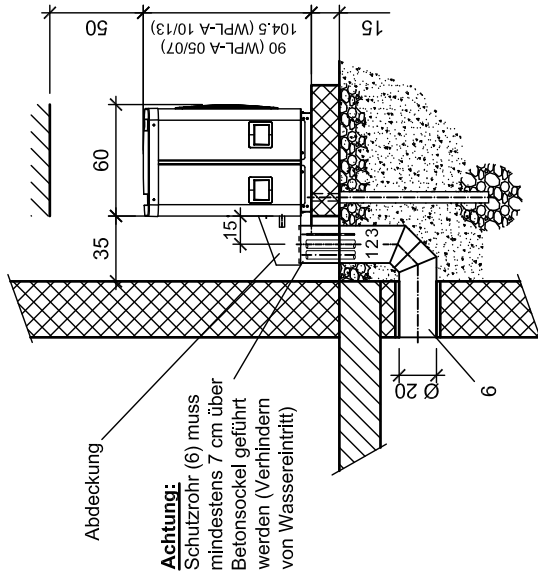 50
90 (WPL-A 05/07)
104.5 (WPL-A 10/13)
15
60
35
15
123
Abdeckung
Achtung:
Schutzrohr (6) muss
mindestens 7 cm über
Betonsockel geführt
werden (Verhindern
von Wassereintritt)
Ø 20
6